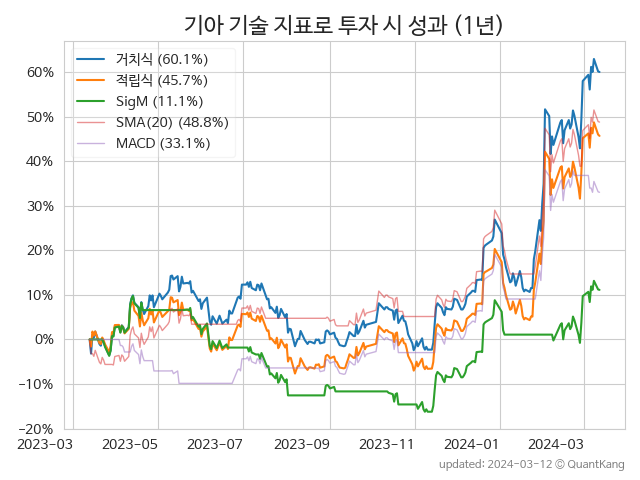 기아 기술 지표로 투자 시 성과 (1년)
거치식 (60.1%)
적립식 (45.7%)
SigM (11.1%)
SMA(20) (48.8%)
MACD (33.1%)
60%
50%
40%
30%
20%
10%
0%
−10%
−20%
2023-03 2023-05 2023-07 2023-09 2023-11 2024-01 2024-03
updated: 2024-03-12 © QuantKang